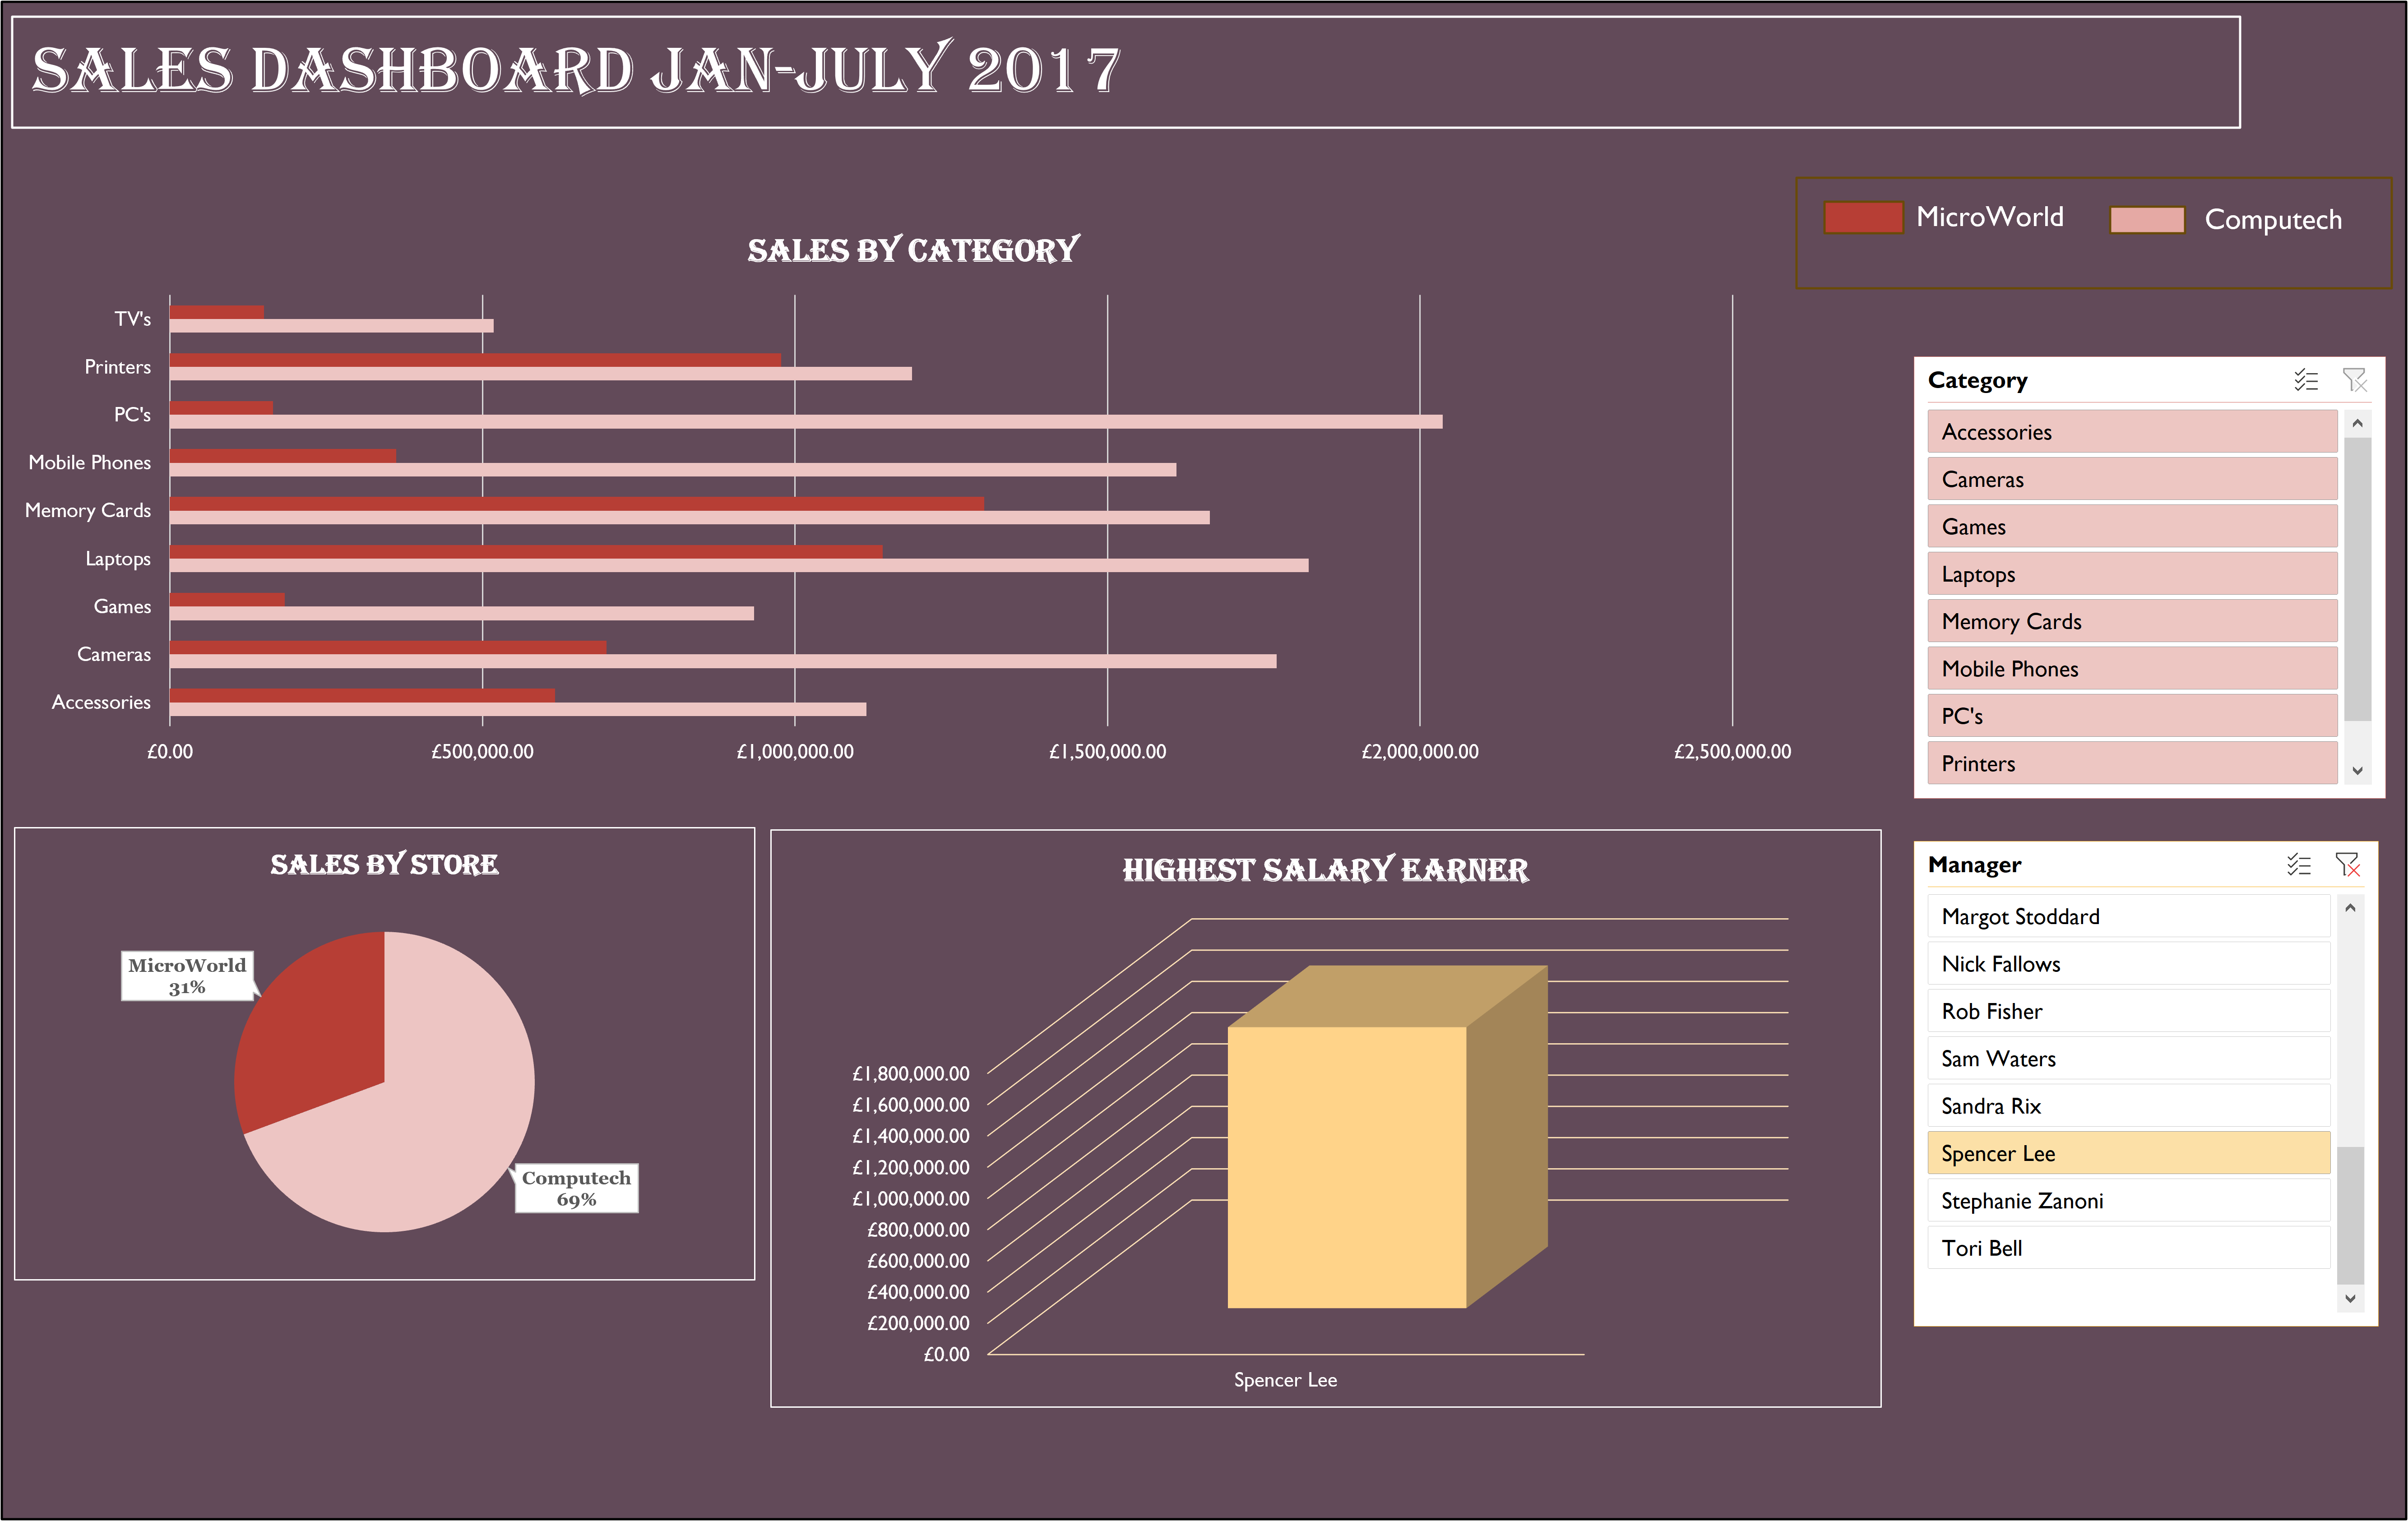 SALES DASHBOARD JAN-JULY 2017
MicroWorld
Computech
SALES BY CATEGORY
TV's
Printers
PC's
Mobile Phones
Memory Cards
Laptops
Games
Cameras
Accessories
£0.00
£500,000.00
£1,000,000.00
£1,500,000.00
£2,000,000.00
£2,500,000.00
Category
Accessories
Cameras
Games
Laptops
Memory Cards
Mobile Phones
PC's
Printers
SALES BY STORE
MicroWorld
31%
Computech
69%
HIGHEST SALARY EARNER
£1,800,000.00
£1,600,000.00
£1,400,000.00
£1,200,000.00
£1,000,000.00
£800,000.00
£600,000.00
£400,000.00
£200,000.00
£0.00
Spencer Lee
Manager
Margot Stoddard
Nick Fallows
Rob Fisher
Sam Waters
Sandra Rix
Spencer Lee
Stephanie Zanoni
Tori Bell